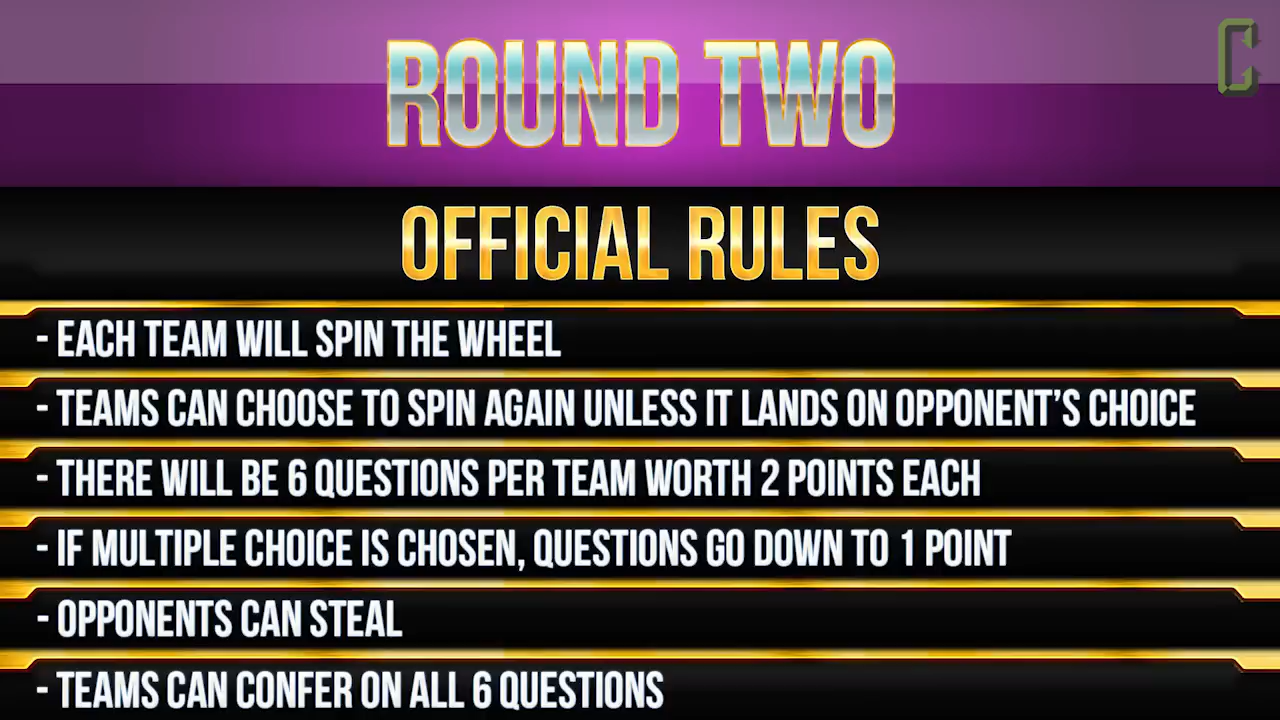 ROUND TWO
OFFICIAL RULES
- EACH TEAM WILL SPIN THE WHEEL
- TEAMS CAN CHOOSE TO SPIN AGAIN UNLESS IT LANDS ON OPPONENT'S CHOICE
- THERE WILL BE 6 QUESTIONS PER TEAM WORTH 2 POINTS EACH
- IF MULTIPLE CHOICE IS CHOSEN, QUESTIONS GO DOWN TO 1 POINT
- OPPONENTS CAN STEAL
- TEAMS CAN CONFER ON ALL 6 QUESTIONS